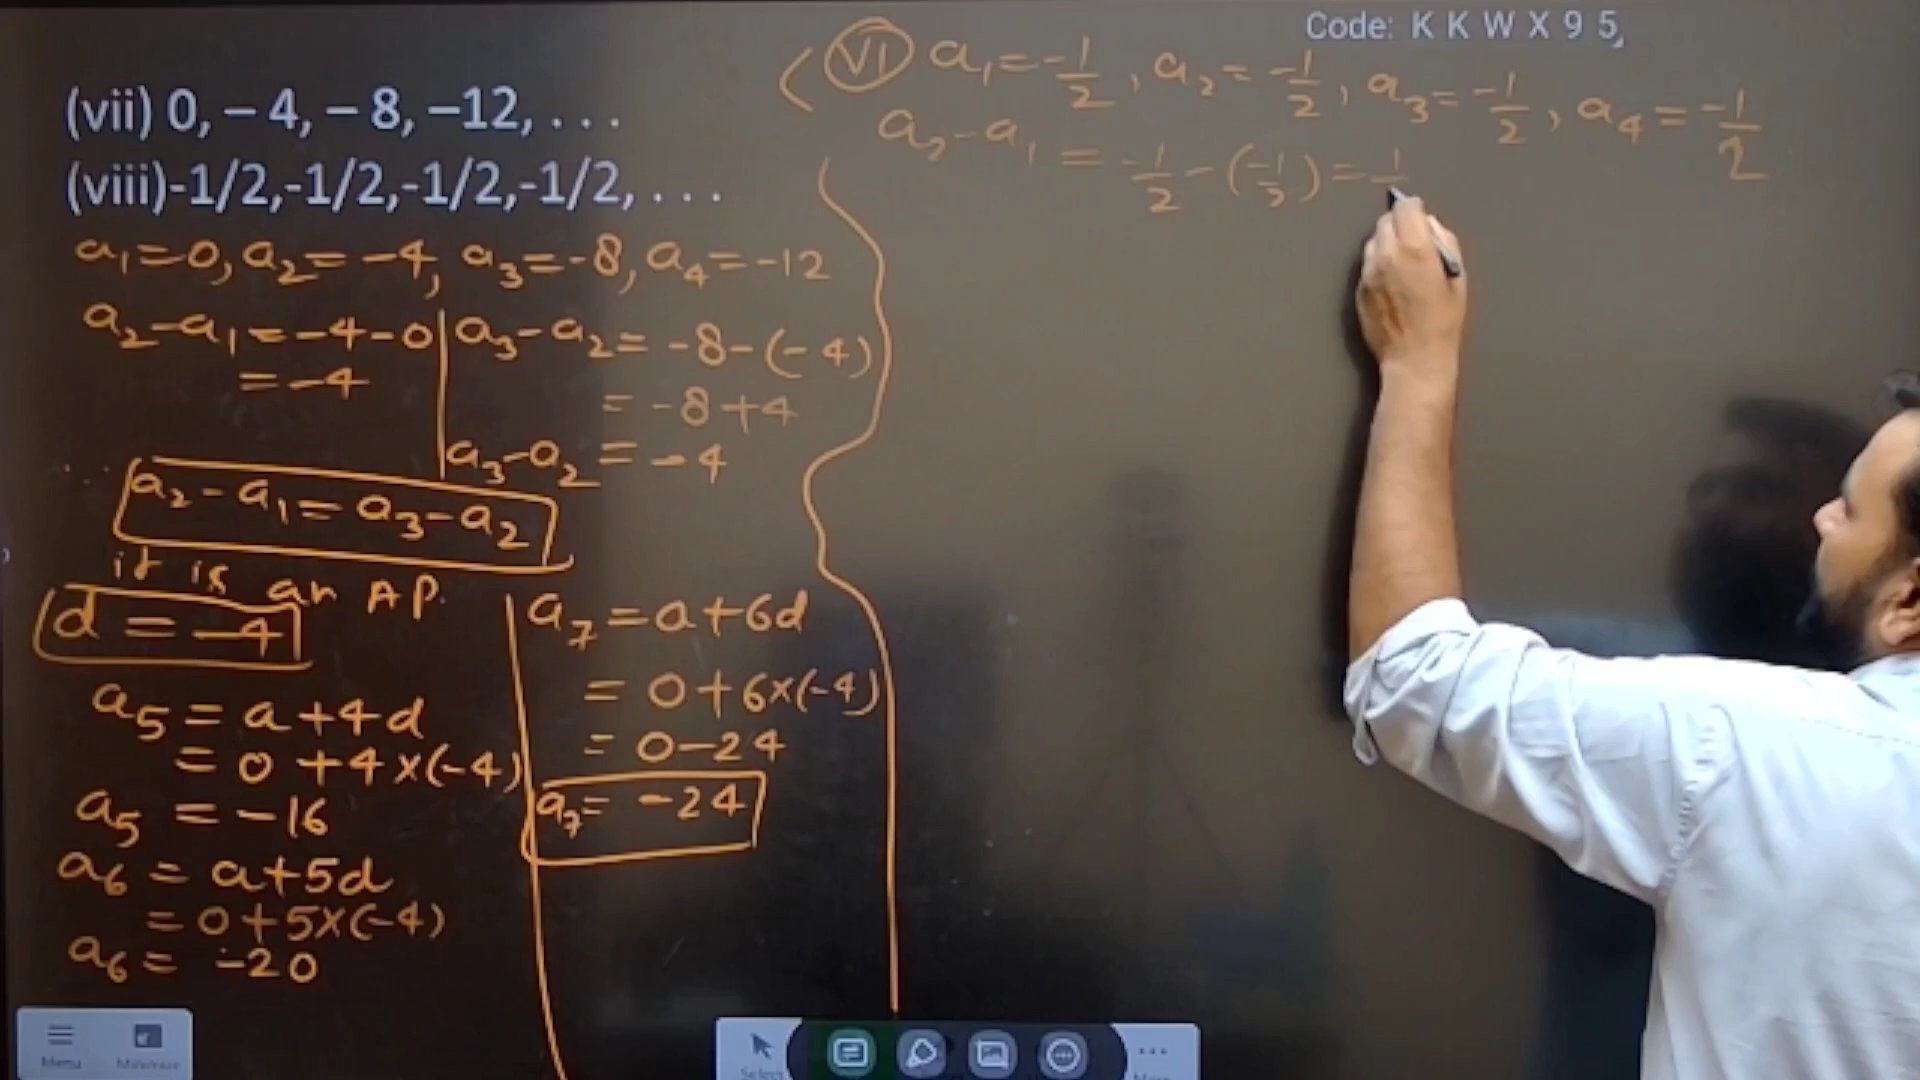 Code: K K W X 9 5
(vii) 0, – 4, – 8, –12, . . .
(viii)-1/2,-1/2,-1/2,-1/2, . . .
a₁=0, a₂= -4, a₃=-8, a₄=-12
a₂-a₁=-4-0
=-4
a₃-a₂= -8-(-4)
= -8+4
a₃-a₂ = -4
a₂-a₁=a₃-a₂
it is an AP.
d = -4
a₅=a+4d
= 0 +4×(-4)
a₅ = -16
a₆ = a+5d
= 0+5×(-4)
a₆ = -20
a₇=a+6d
= 0+6×(-4)
= 0-24
a₇= -24
VI a₁=-1/2, a₂=-1/2, a₃=-1/2, a₄=-1/2
a₂-a₁ = -1/2-(-1/2)=
Menu
Minimize
Select